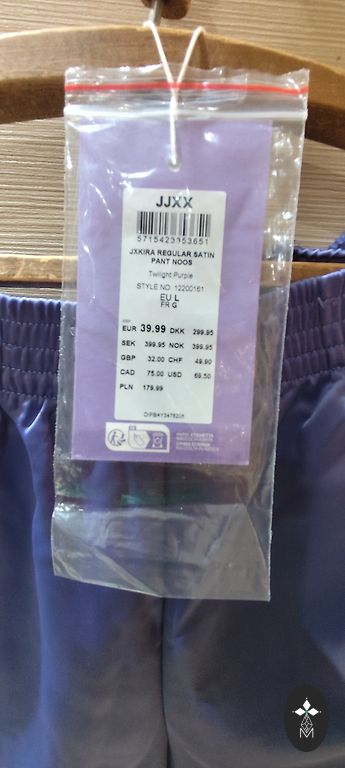 JJXX
5715423353651
JXKIRA REGULAR SATIN
PANT NOOS
Twilight Purple
STYLE NO. 12200161
EU L
FR G
RRP
EUR 39.99 DKK 299.95
SEK 399.95 NOK 399.95
GBP 32.00 CHF 49.90
CAD 75.00 USD 69.50
PLN 179.99
M